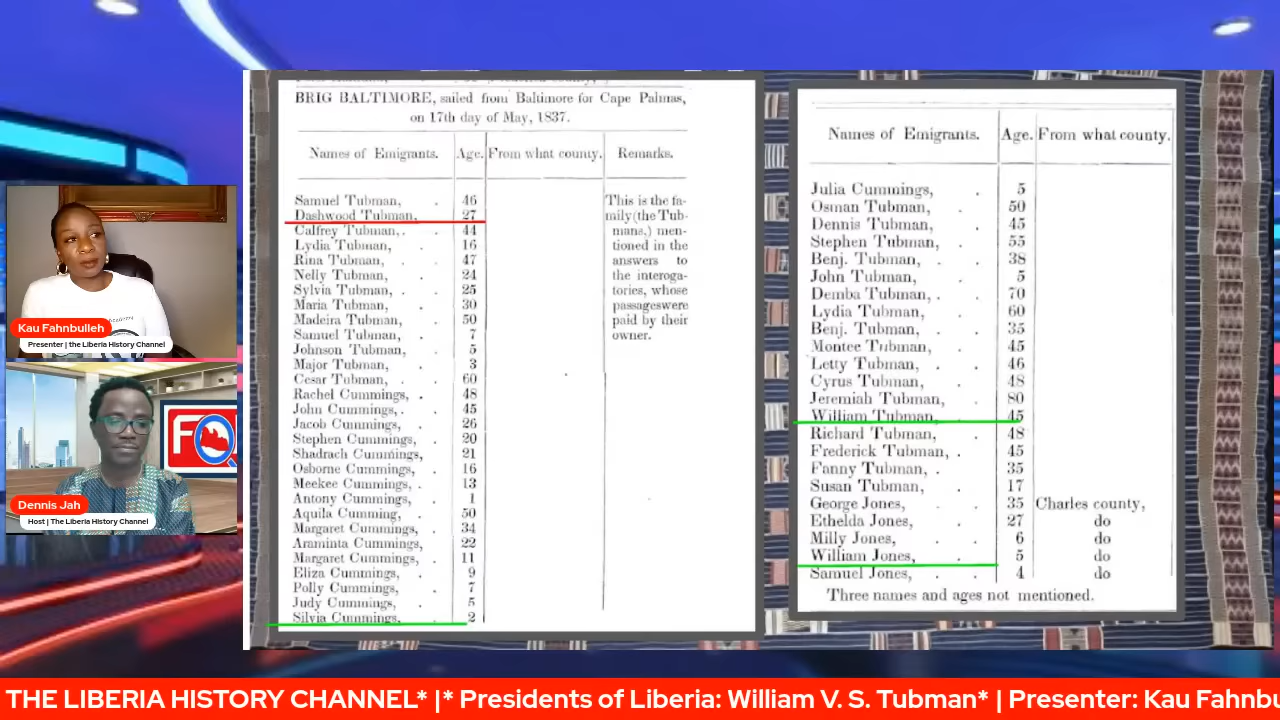 BRIG BALTIMORE, sailed from Baltimore for Cape Palmas,
on 17th day of May, 1837.
Names of Emigrants. Age. From what county. Remarks.
Samuel Tubman, 46 This is the fa-
Dashwood Tubman, 27 mily (the Tub-
Calfrey Tubman, . 44 mans,) men-
Lydia Tubman, . 16 tioned in the
Rina Tubman, . 47 answers to
Nelly Tubman, . 24 the interoga-
Sylvia Tubman, . . 25 tories, whose
Maria Tubman, . 30 passageswere
Madeira Tubman, . 50 paid by their
Samuel Tubman, . 7 owner.
Johnson Tubman, . 5
Major Tubman, . 3
Cesar Tubman, . . 60
Rachel Cummings, . 48
John Cummings, . . 45
Jacob Cummings, . 26
Stephen Cummings, . 20
Shadrach Cummings, 21
Osborne Cummings, . 16
Meekee Cummings, . 13
Antony Cummings, . 1
Aquila Cumming, . 50
Margaret Cummings, 34
Araminta Cummings, 22
Margaret Cummings, 11
Eliza Cummings, . 9
Polly Cummings, . 7
Judy Cummings, . 5
Silvia Cummings, . 2
Names of Emigrants. Age. From what county.
Julia Cummings, . 5
Osman Tubman, . 50
Dennis Tubman, . 45
Stephen Tubman, . 55
Benj. Tubman, . . 38
John Tubman, . 5
Demba Tubman, . . 70
Lydia Tubman, . 60
Benj. Tubman, . . 35
Montee Tubman, . 45
Letty Tubman, . . 46
Cyrus Tubman, . 48
Jeremiah Tubman, . 80
William Tubman, . 45
Richard Tubman, . 48
Frederick Tubman, . 45
Fanny Tubman, . . 35
Susan Tubman, . 17
George Jones, . . 35 Charles county,
Ethelda Jones, . 27 do
Milly Jones, . . 6 do
William Jones, . 5 do
Samuel Jones, . . 4 do
Three names and ages not mentioned.
Kau Fahnbulleh
Presenter | the Liberia History Channel
FQ
Dennis Jah
Host | The Liberia History Channel
THE LIBERIA HISTORY CHANNEL* |* Presidents of Liberia: William V. S. Tubman* | Presenter: Kau Fahnbu